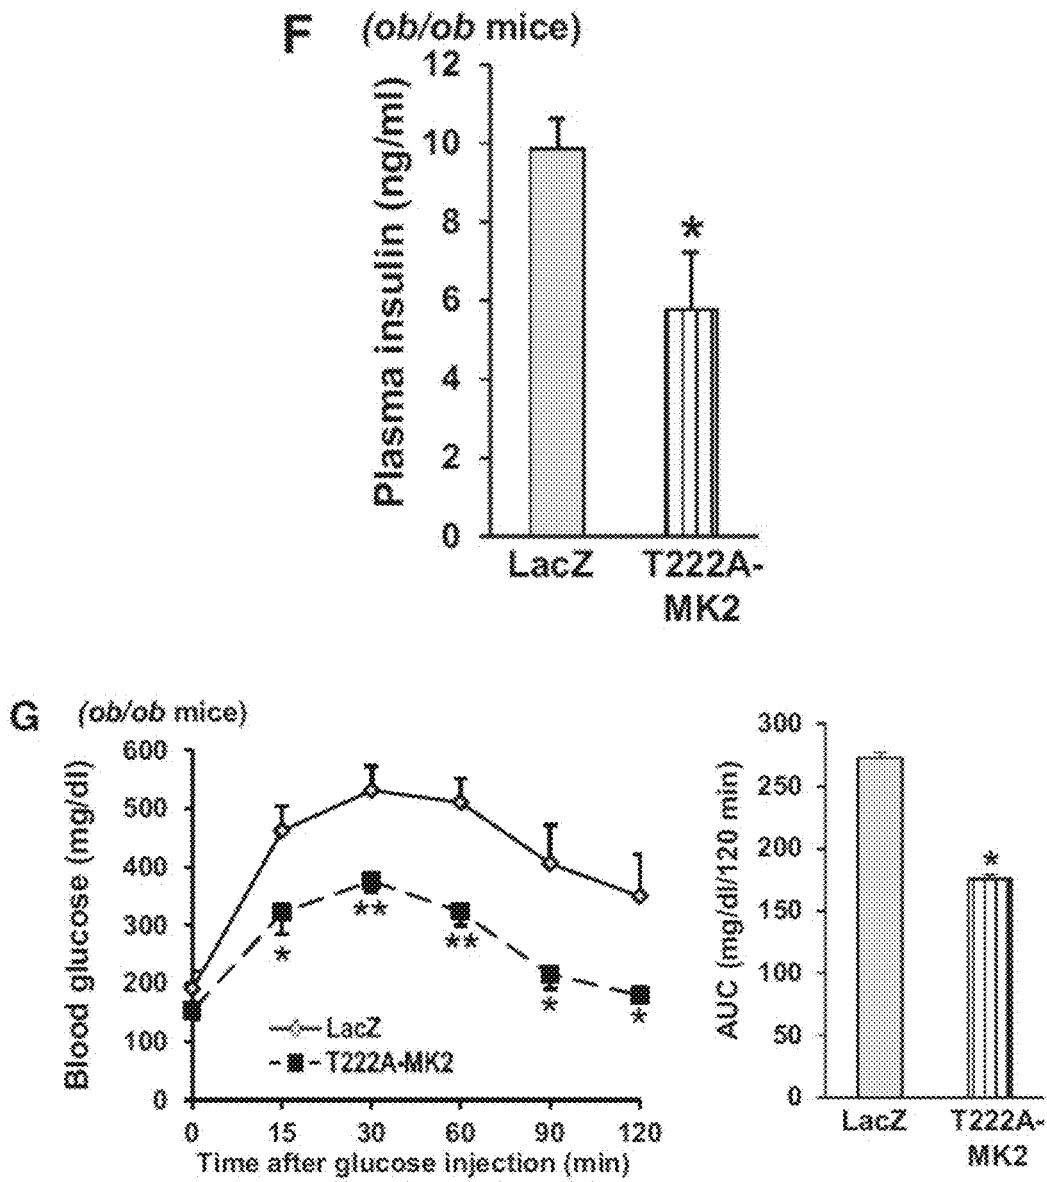 F (ob/ob mice)
Plasma insulin (ng/ml)
12
10
8
6
4
2
0
*
LacZ T222A-
MK2
G (ob/ob mice)
Blood glucose (mg/dl)
600
500
400
300
200
100
0
*
**
**
*
*
LacZ
T222A-MK2
0 15 30 60 90 120
Time after glucose injection (min)
AUC (mg/dl/120 min)
300
250
200
150
100
50
0
*
LacZ T222A-
MK2